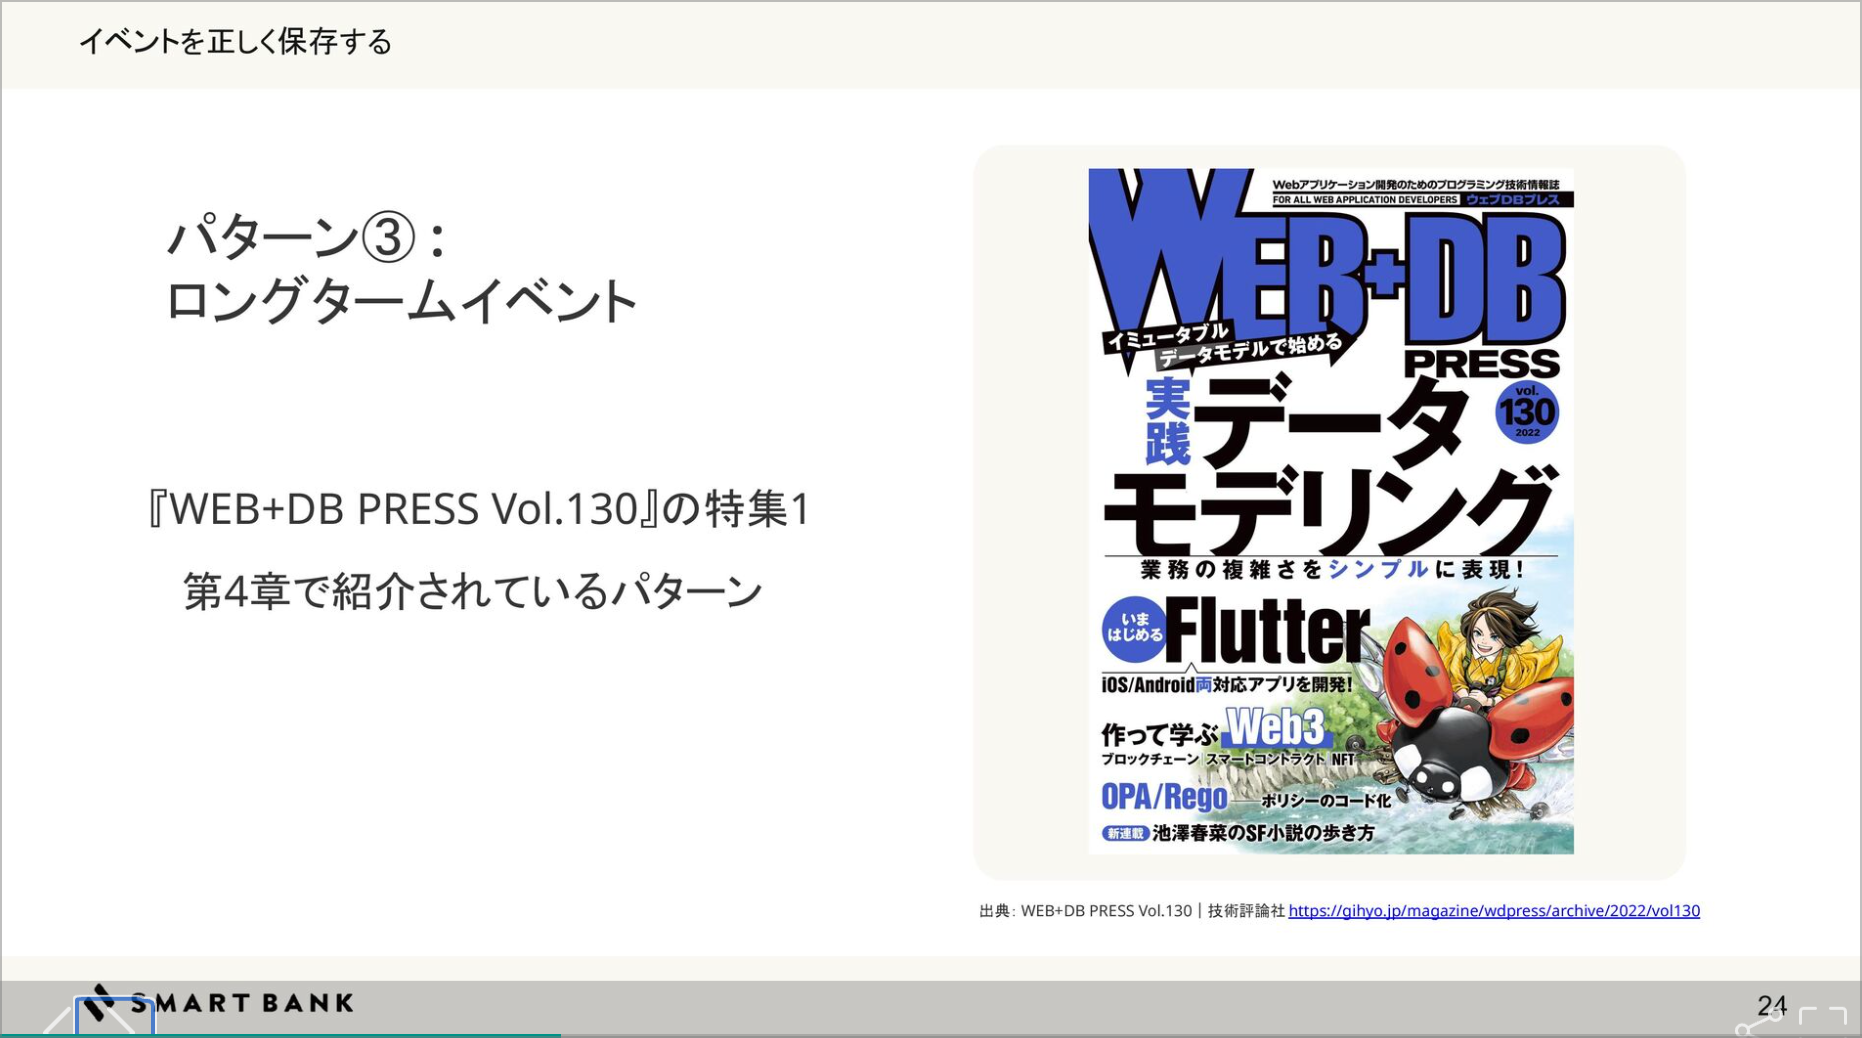 イベントを正しく保存する
パターン③：
ロングタームイベント
『WEB+DB PRESS Vol.130』の特集1
第4章で紹介されているパターン
Webアプリケーション開発のためのプログラミング技術情報誌
FOR ALL WEB APPLICATION DEVELOPERS ウェブDBプレス
WEB+DB
PRESS
イミュータブル
データモデルで始める
vol.
130
2022
実践データ
モデリング
業務の複雑さをシンプルに表現！
いま
はじめる
Flutter
iOS/Android両対応アプリを開発！
作って学ぶ Web3
ブロックチェーン スマートコントラクト NFT
OPA/Rego ポリシーのコード化
新連載 池澤春菜のSF小説の歩き方
出典: WEB+DB PRESS Vol.130｜技術評論社 https://gihyo.jp/magazine/wdpress/archive/2022/vol130
SMART BANK
24